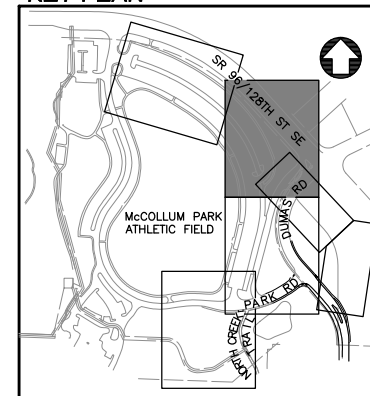 KEY PLAN
SR 96/128TH ST SE
DUMAS RD
McCOLLUM PARK
ATHLETIC FIELD
PARK RD
NORTH CREEK
TRAIL